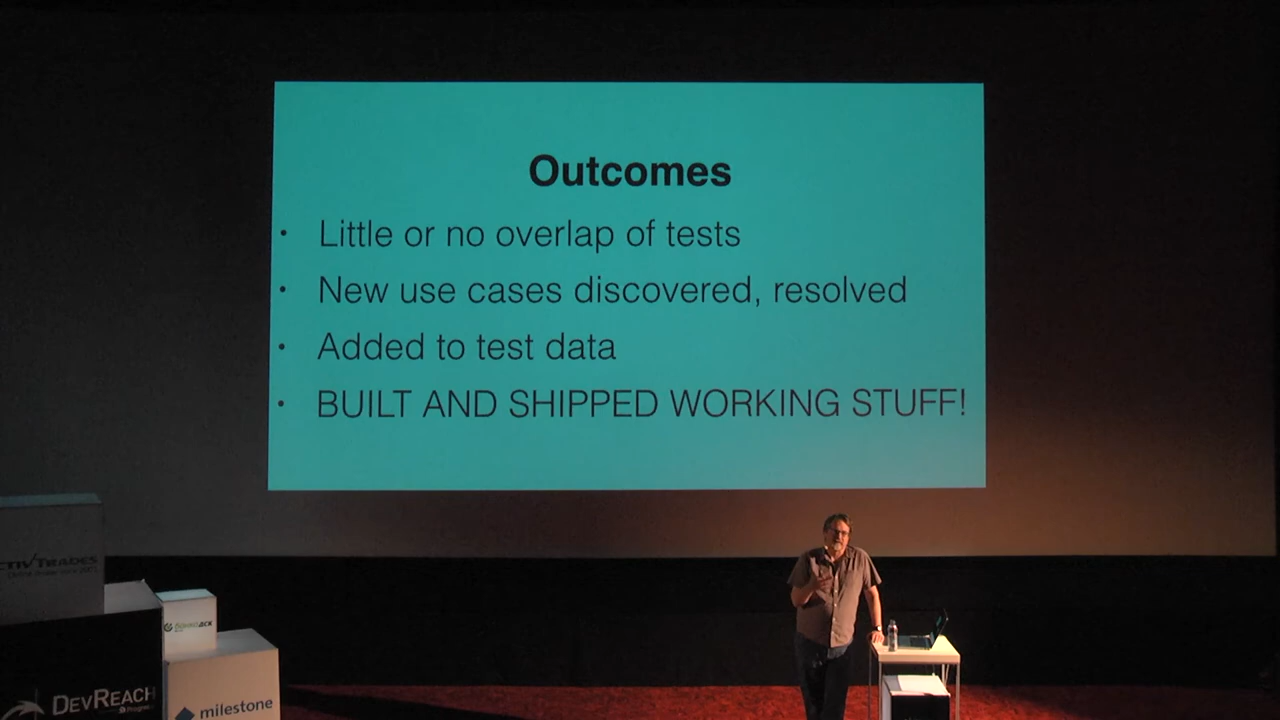 Outcomes
• Little or no overlap of tests
• New use cases discovered, resolved
• Added to test data
• BUILT AND SHIPPED WORKING STUFF!
DEVREACH
Progress
milestone